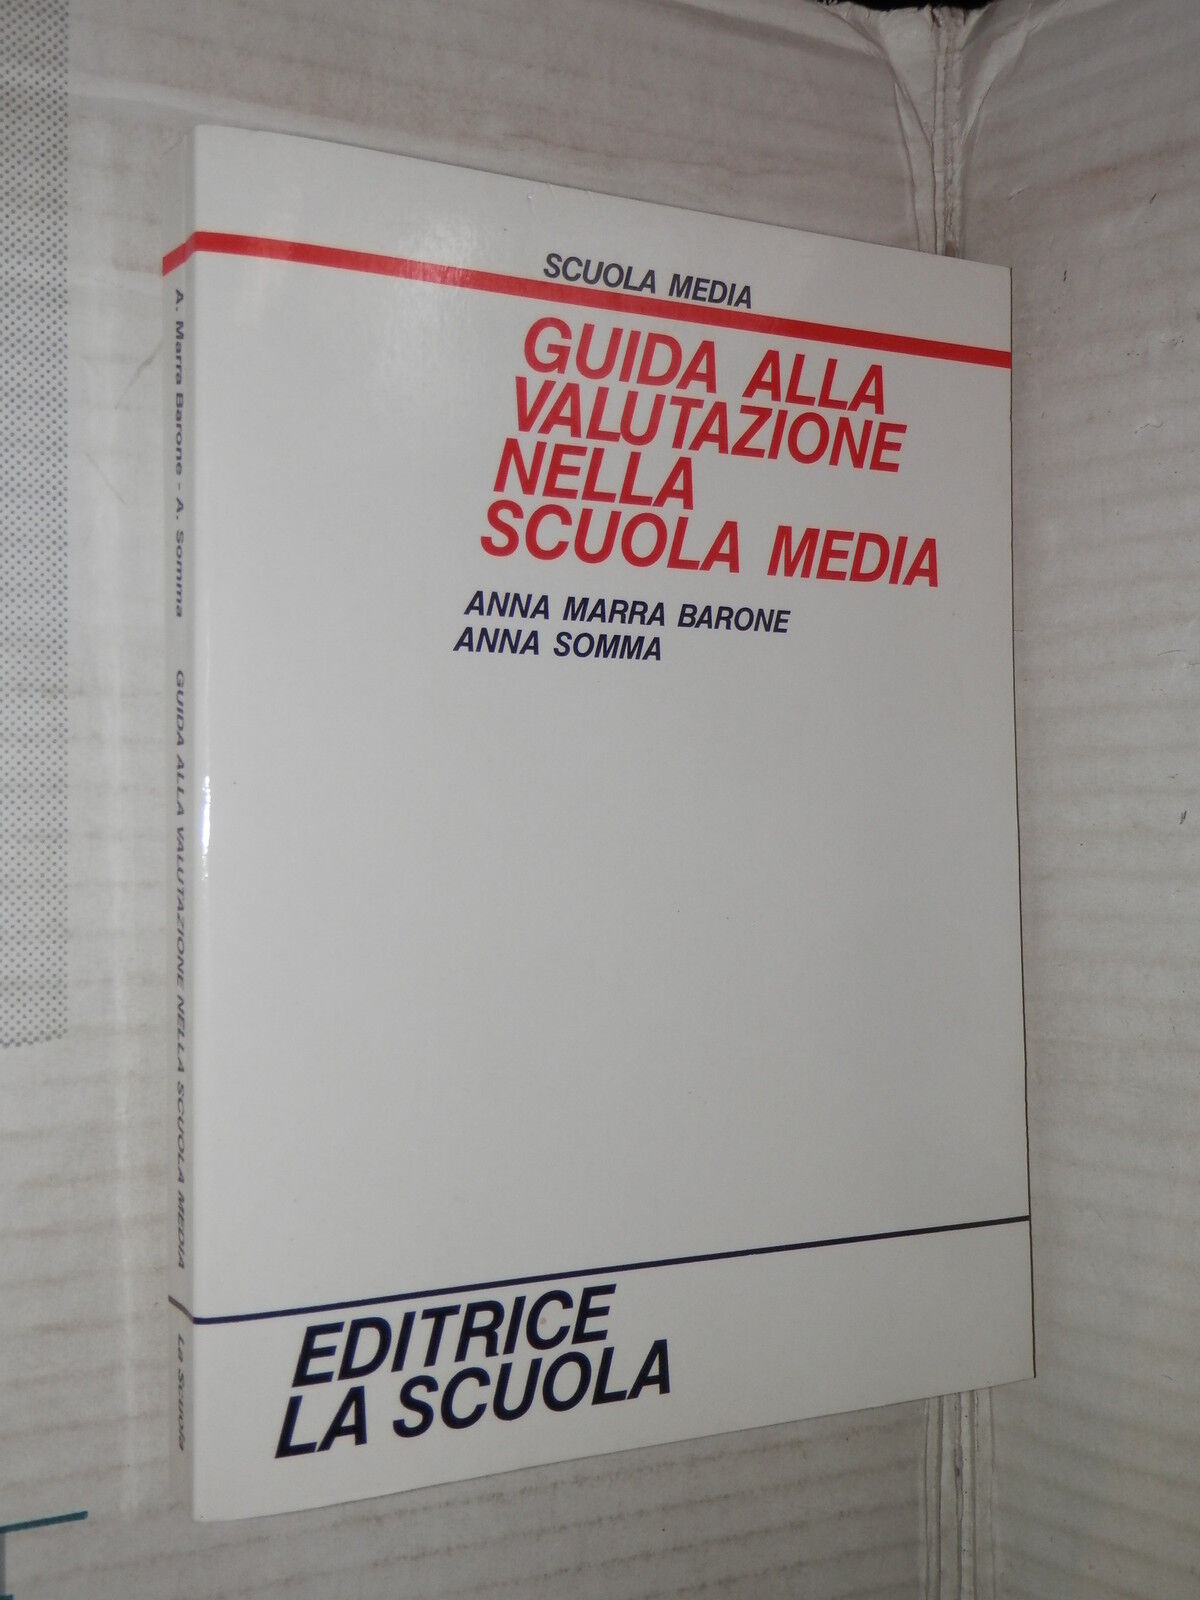 SCUOLA MEDIA
GUIDA ALLA
VALUTAZIONE
NELLA
SCUOLA MEDIA
ANNA MARRA BARONE
ANNA SOMMA
EDITRICE
LA SCUOLA
A. Marra Barone - A. Somma GUIDA ALLA VALUTAZIONE NELLA SCUOLA MEDIA La Scuola